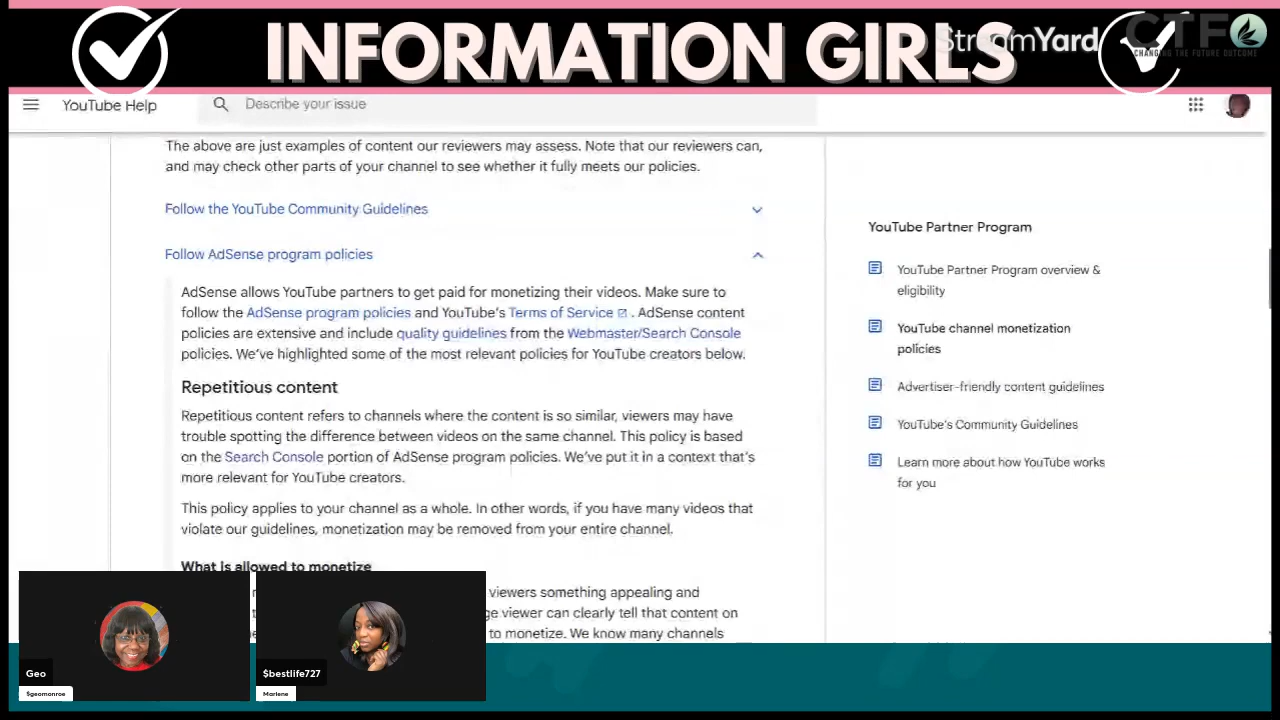 INFORMATION GIRLS
StreamYard
CTFO
CHANGING THE FUTURE OUTCOME
YouTube Help
Describe your issue
The above are just examples of content our reviewers may assess. Note that our reviewers can,
and may check other parts of your channel to see whether it fully meets our policies.
Follow the YouTube Community Guidelines
Follow AdSense program policies
AdSense allows YouTube partners to get paid for monetizing their videos. Make sure to
follow the AdSense program policies and YouTube's Terms of Service. AdSense content
policies are extensive and include quality guidelines from the Webmaster/Search Console
policies. We've highlighted some of the most relevant policies for YouTube creators below.
Repetitious content
Repetitious content refers to channels where the content is so similar, viewers may have
trouble spotting the difference between videos on the same channel. This policy is based
on the Search Console portion of AdSense program policies. We've put it in a context that's
more relevant for YouTube creators.
This policy applies to your channel as a whole. In other words, if you have many videos that
violate our guidelines, monetization may be removed from your entire channel.
What is allowed to monetize
viewers something appealing and
viewer can clearly tell that content on
to monetize. We know many channels
YouTube Partner Program
YouTube Partner Program overview &
eligibility
YouTube channel monetization
policies
Advertiser-friendly content guidelines
YouTube's Community Guidelines
Learn more about how YouTube works
for you
Geo
$geomonroe
$bestlife727
Marlene